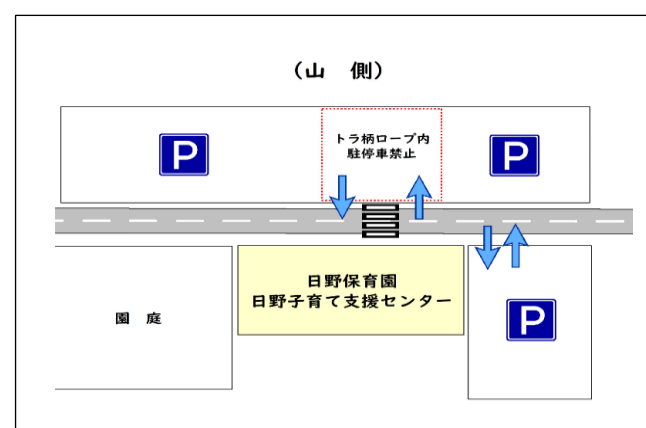 （山　側）
P
トラ柄ロープ内
駐停車禁止
P
日野保育園
日野子育て支援センター
園　庭
P